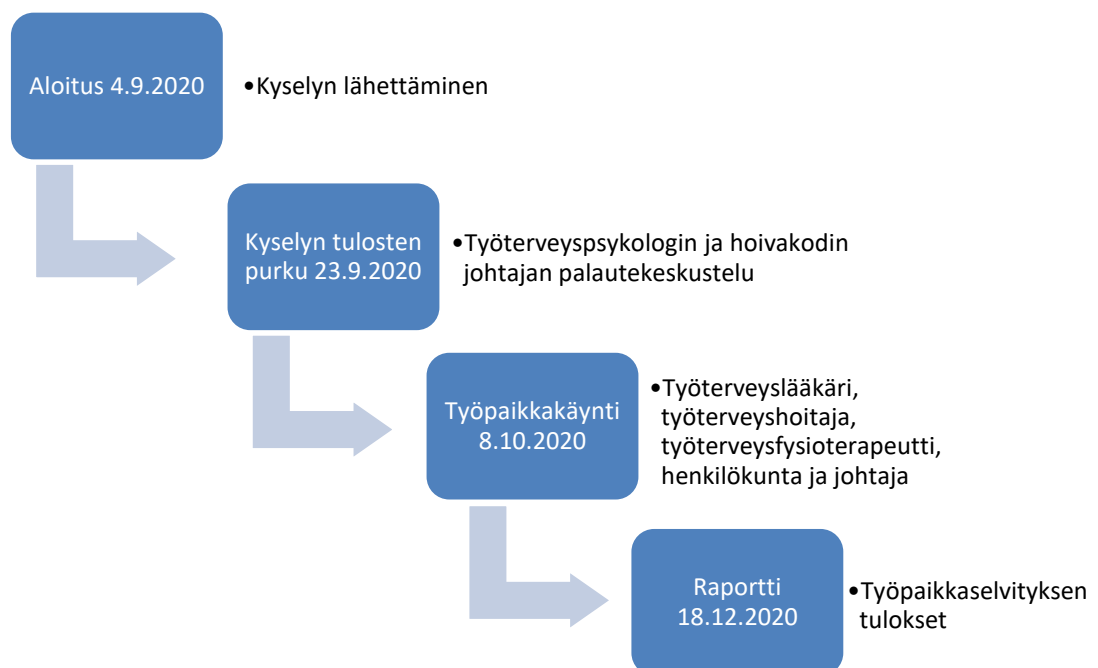 Aloitus 4.9.2020
•Kyselyn lähettäminen
Kyselyn tulosten
purku 23.9.2020
•Työterveyspsykologin ja hoivakodin
johtajan palautekeskustelu
Työpaikkakäynti
8.10.2020
•Työterveyslääkäri,
työterveyshoitaja,
työterveysfysioterapeutti,
henkilökunta ja johtaja
Raportti
18.12.2020
•Työpaikkaselvityksen
tulokset